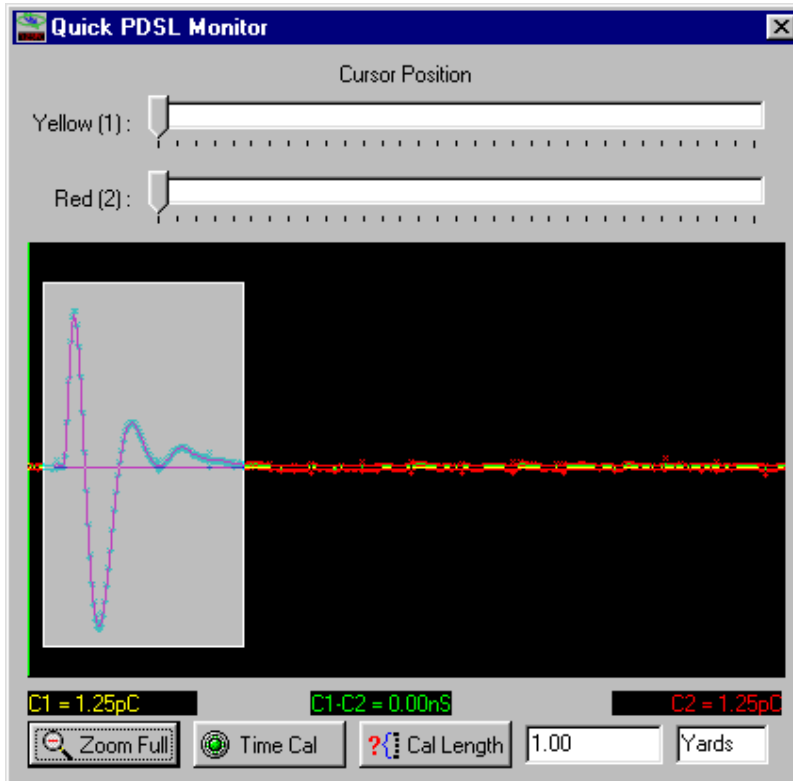 Quick PDSL Monitor
Cursor Position
Yellow (1) :
Red (2) :
C1 = 1.25pC C1-C2 = 0.00nS C2 = 1.25pC
Zoom Full Time Cal ?{ Cal Length 1.00 Yards